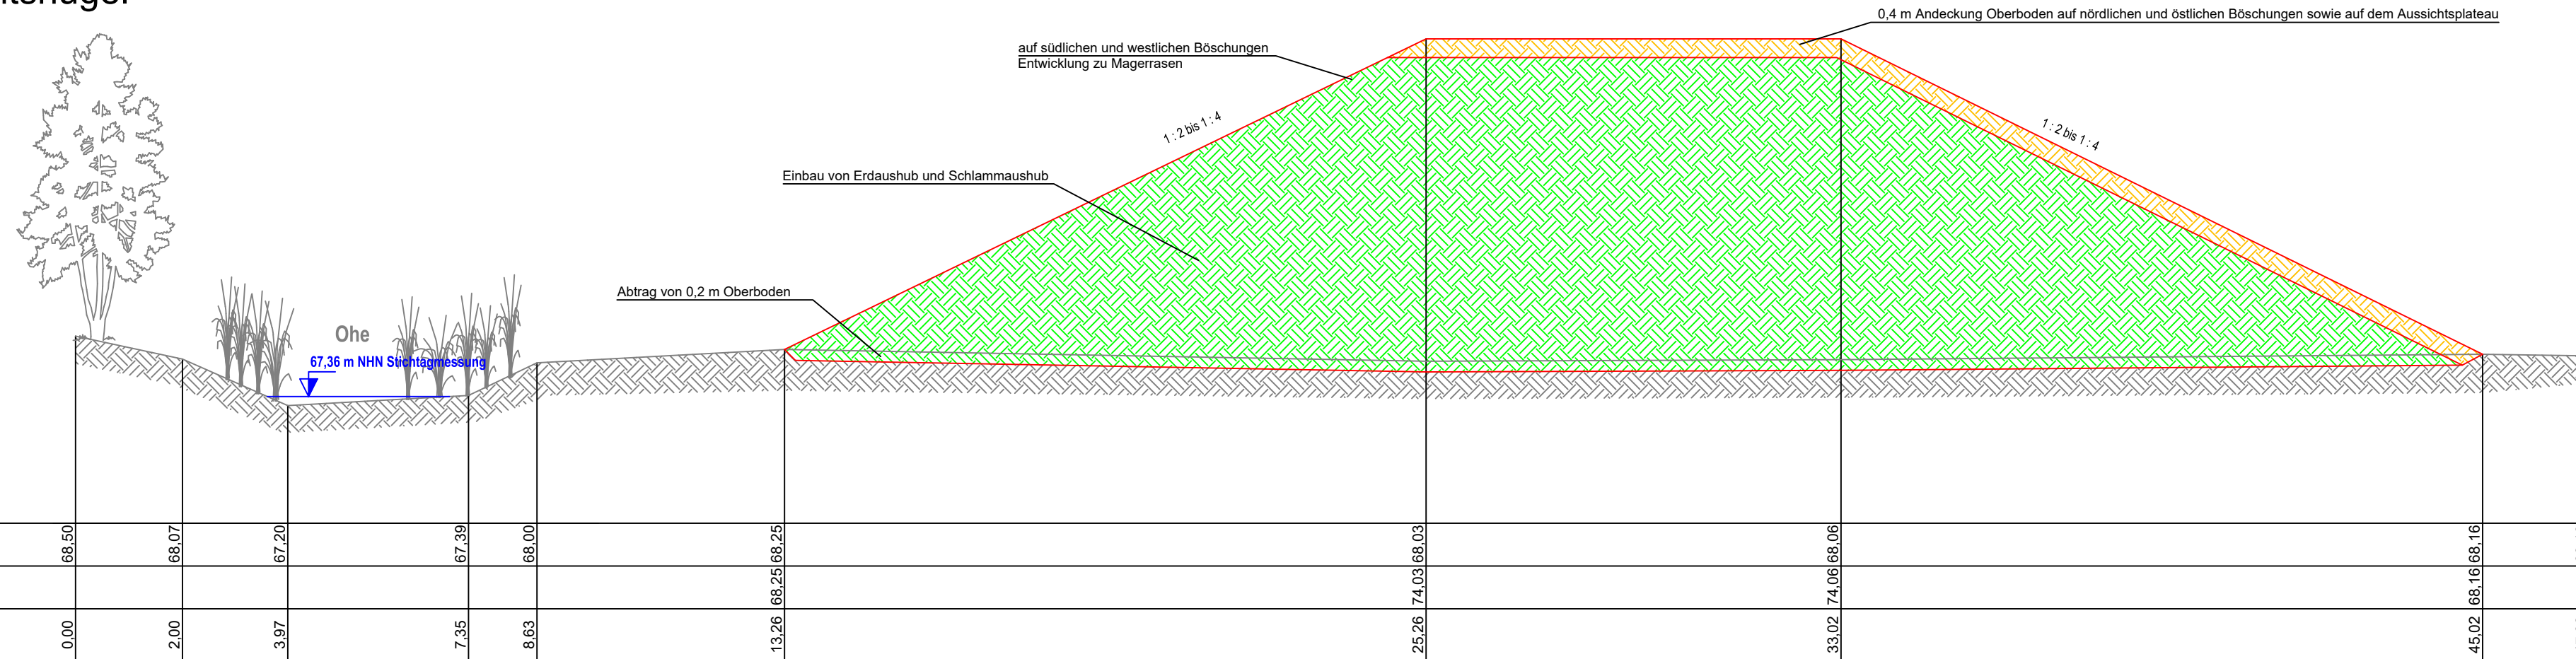 0,4 m Andeckung Oberboden auf nördlichen und östlichen Böschungen sowie auf dem Aussichtsplateau
auf südlichen und westlichen Böschungen
Entwicklung zu Magerrasen
1 : 2 bis 1 : 4
1 : 2 bis 1 : 4
Einbau von Erdaushub und Schlammaushub
Abtrag von 0,2 m Oberboden
Ohe
67,36 m NHN Stichtagmessung
68,50 68,07 67,20 67,39 68,00 68,25 68,03 68,06 68,16
68,25 74,03 74,06 68,16
0,00 2,00 3,97 7,35 8,63 13,26 25,26 33,02 45,02